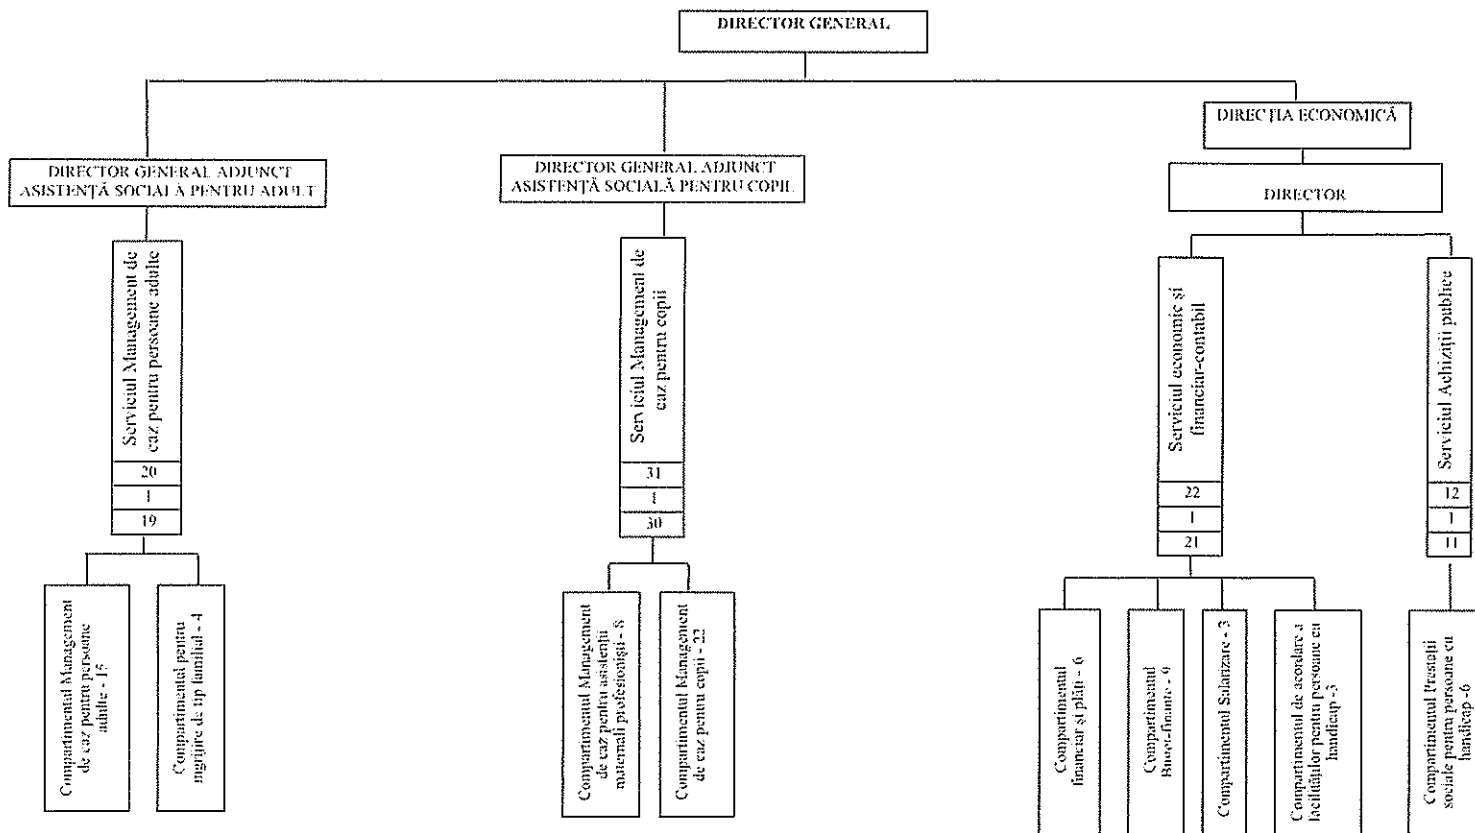 DIRECTOR GENERAL
DIRECȚIA ECONOMICĂ
DIRECTOR GENERAL ADJUNCT
ASISTENȚĂ SOCIALĂ PENTRU ADULT
DIRECTOR GENERAL ADJUNCT
ASISTENȚĂ SOCIALĂ PENTRU COPIL
DIRECTOR
Serviciul Management de
caz pentru persoane adulte
20
1
19
Serviciul Management de
caz pentru copii
31
1
30
Serviciul economic și
financiar-contabil
22
1
21
Serviciul Achiziții publice
12
1
11
Compartimentul Management
de caz pentru persoane
adulte - 15
Compartimentul pentru
îngrijire de tip familial - 4
Compartimentul Management
de caz pentru asistenții
maternali profesioniști - 8
Compartimentul Management
de caz pentru copii - 22
Compartimentul
financiar și plăți - 6
Compartimentul
Buget-finanțe - 9
Compartimentul Salarizare - 3
Compartimentul de acordare a
facilităților pentru persoane cu
handicap -3
Compartimentul Prestații
sociale pentru persoane cu
handicap -6